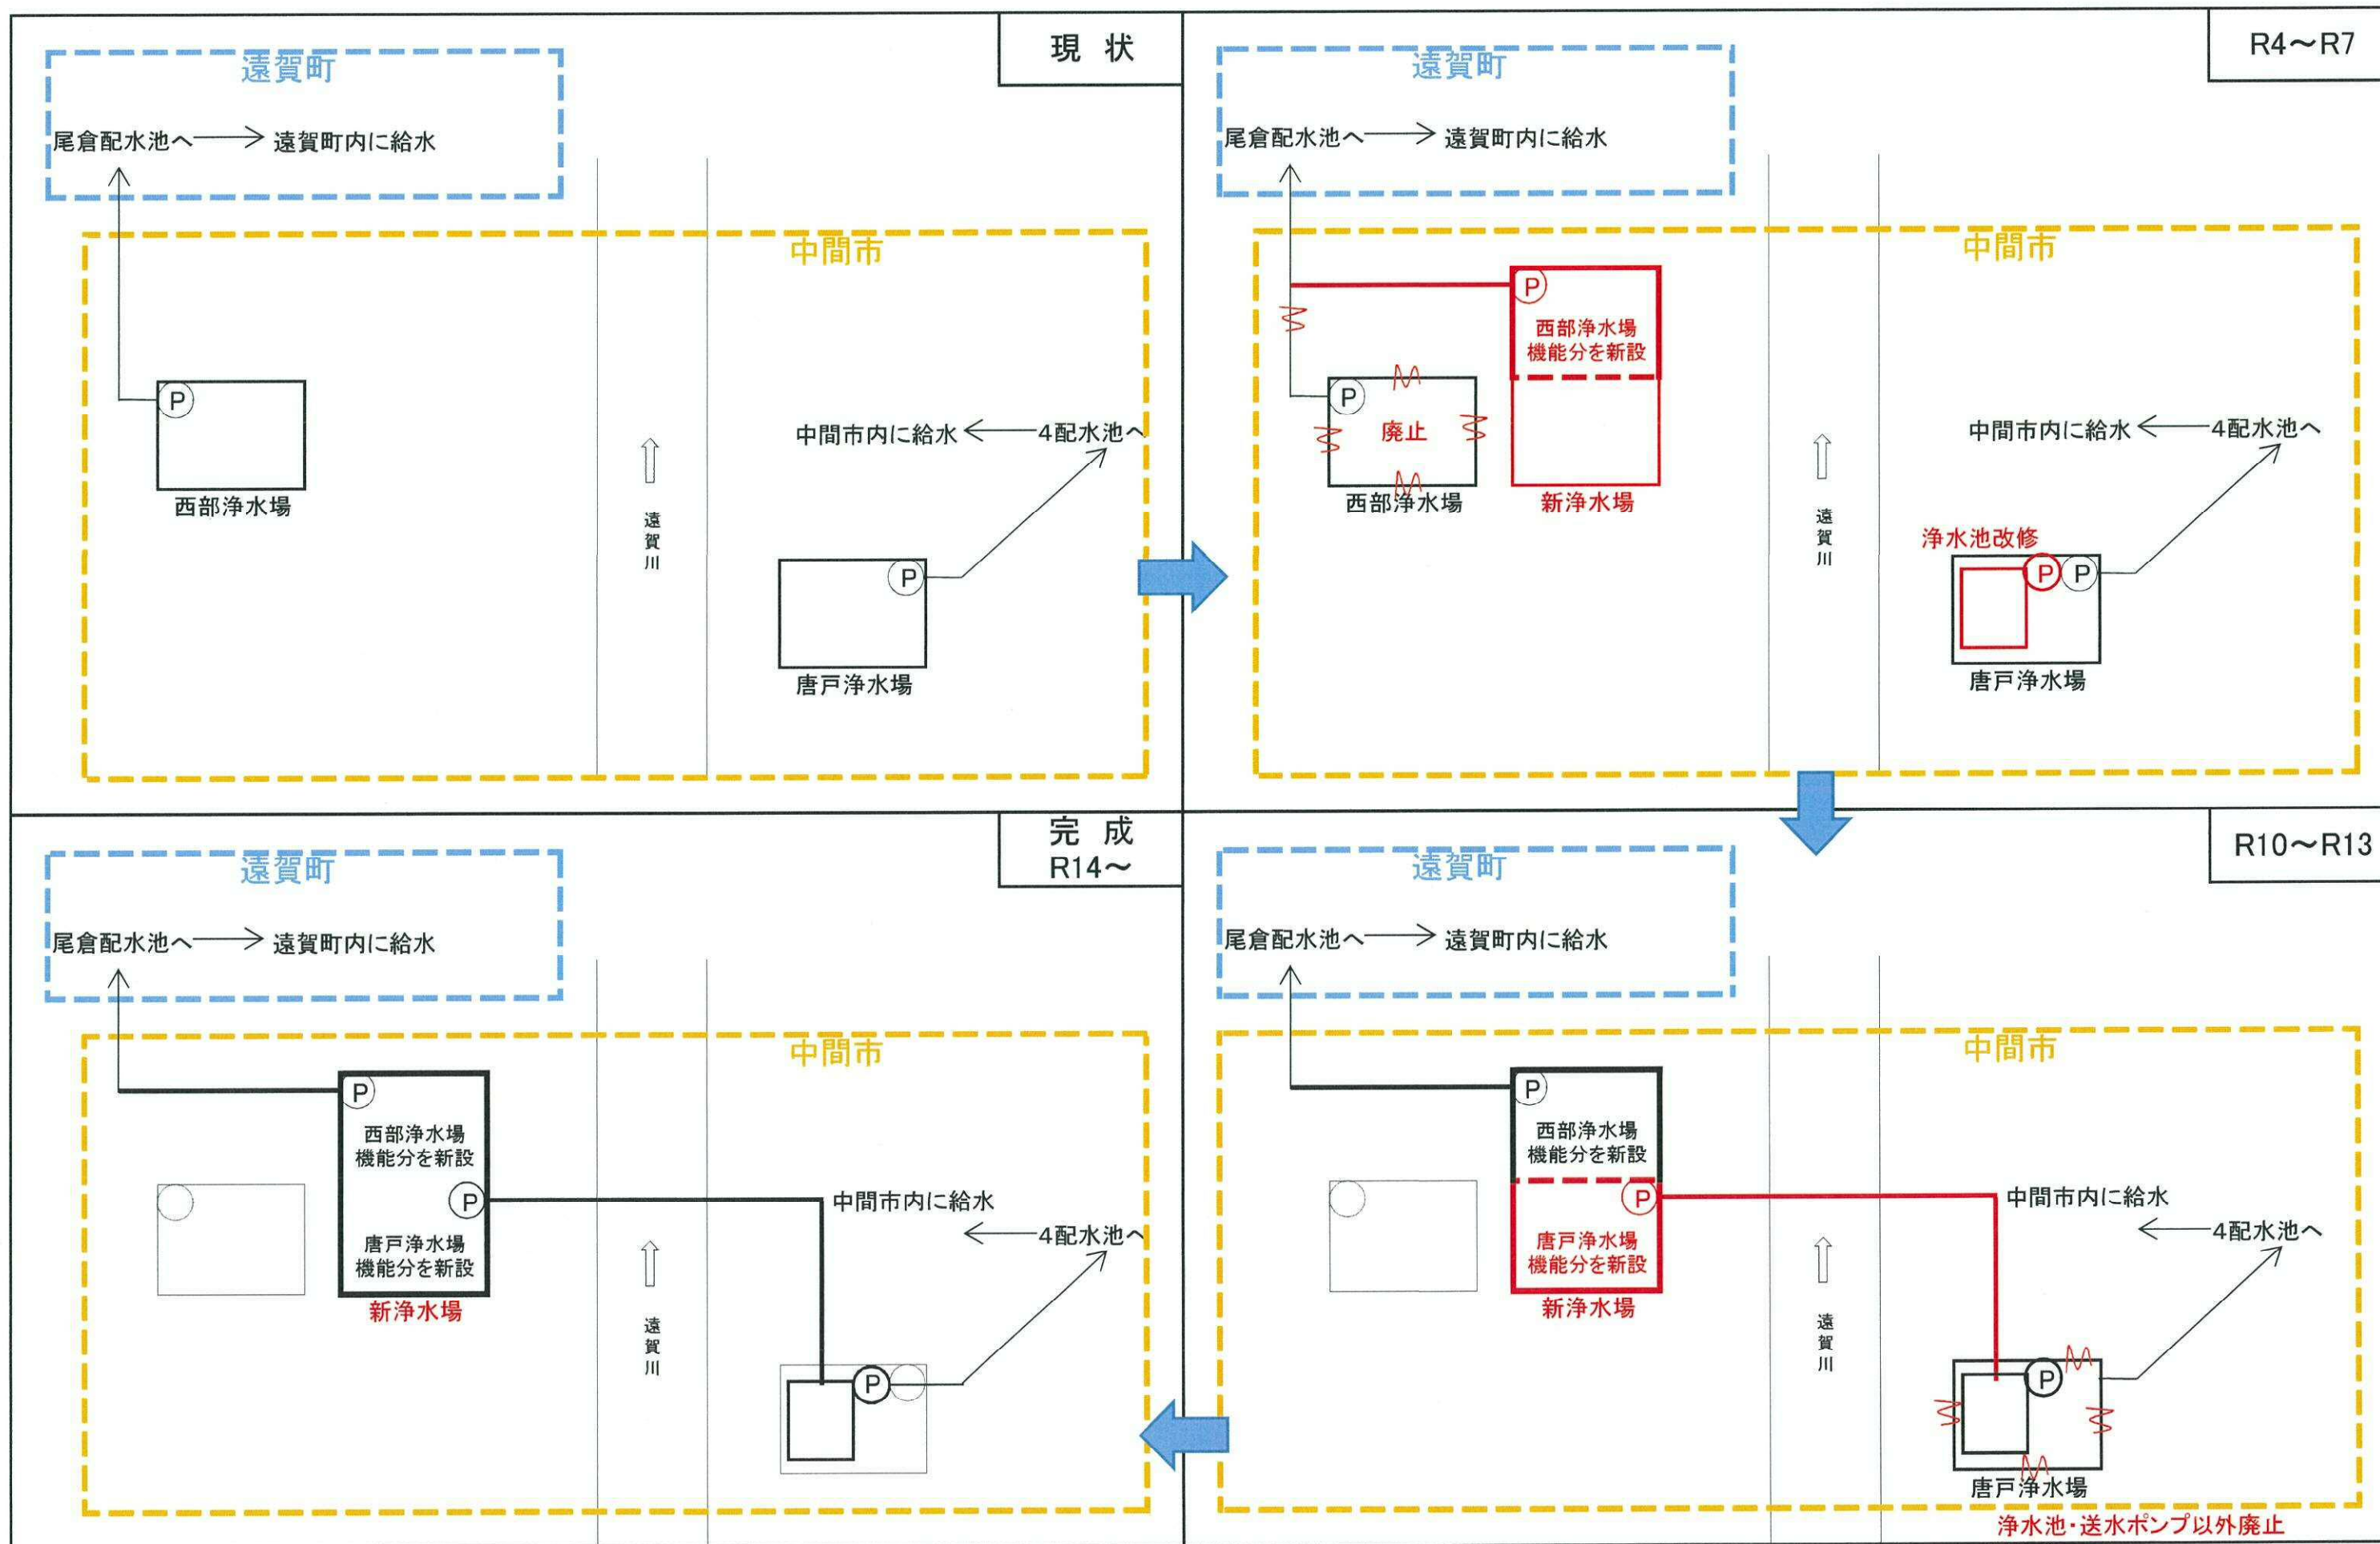 現 状
遠賀町
尾倉配水池へ
遠賀町内に給水
中間市
P
西部浄水場
中間市内に給水
4配水池へ
遠賀川
P
唐戸浄水場
R4～R7
遠賀町
尾倉配水池へ
遠賀町内に給水
中間市
P
西部浄水場
機能分を新設
P
廃止
西部浄水場
新浄水場
中間市内に給水
4配水池へ
遠賀川
浄水池改修
P
P
唐戸浄水場
完 成
R14～
遠賀町
尾倉配水池へ
遠賀町内に給水
中間市
P
西部浄水場
機能分を新設
P
唐戸浄水場
機能分を新設
新浄水場
中間市内に給水
4配水池へ
遠賀川
P
R10～R13
遠賀町
尾倉配水池へ
遠賀町内に給水
中間市
P
西部浄水場
機能分を新設
P
唐戸浄水場
機能分を新設
新浄水場
中間市内に給水
4配水池へ
遠賀川
P
唐戸浄水場
浄水池・送水ポンプ以外廃止